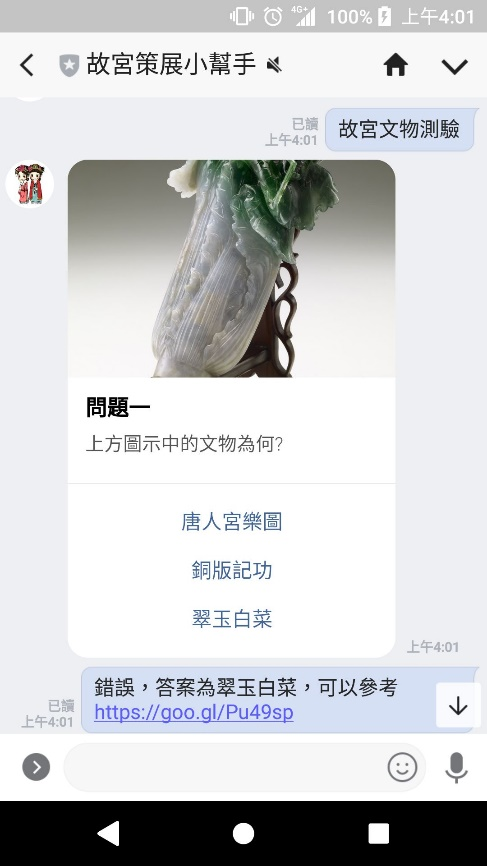 4G+ 100% 上午4:01
故宮策展小幫手
已讀
上午4:01
故宮文物測驗
問題一
上方圖示中的文物為何?
唐人宮樂圖
銅版記功
翠玉白菜
上午4:01
錯誤，答案為翠玉白菜，可以參考
https://goo.gl/Pu49sp
已讀
上午4:01